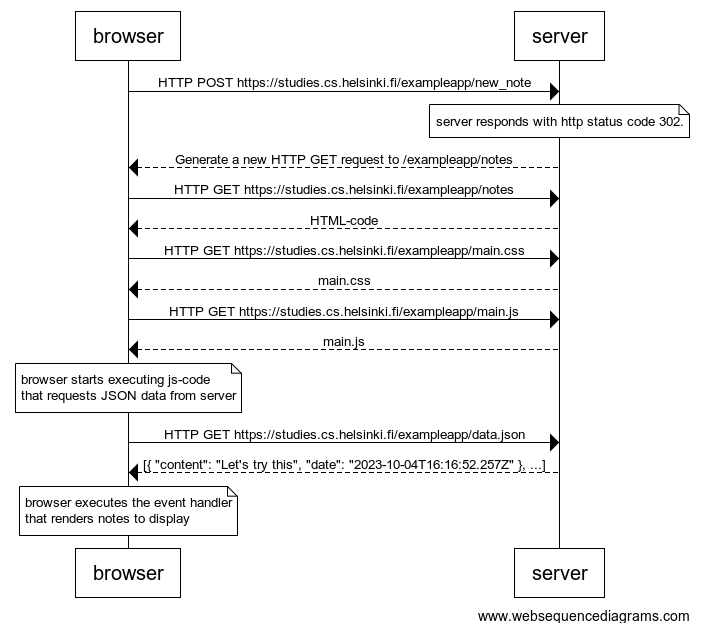 browser
server
HTTP POST https://studies.cs.helsinki.fi/exampleapp/new_note
server responds with http status code 302.
Generate a new HTTP GET request to /exampleapp/notes
HTTP GET https://studies.cs.helsinki.fi/exampleapp/notes
HTML-code
HTTP GET https://studies.cs.helsinki.fi/exampleapp/main.css
main.css
HTTP GET https://studies.cs.helsinki.fi/exampleapp/main.js
main.js
browser starts executing js-code
that requests JSON data from server
HTTP GET https://studies.cs.helsinki.fi/exampleapp/data.json
[{ "content": "Let's try this", "date": "2023-10-04T16:16:52.257Z" }, ...]
browser executes the event handler
that renders notes to display
browser
server
www.websequencediagrams.com